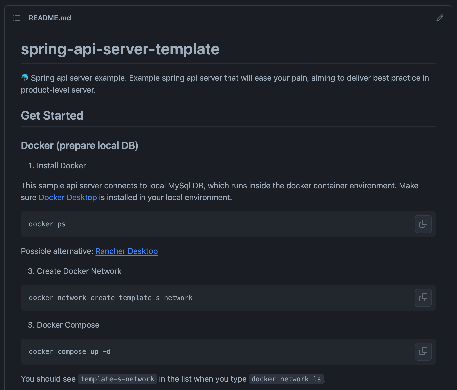 README.md
spring-api-server-template
Spring api server example. Example spring api server that will ease your pain, aiming to deliver best practice in
product-level server.
Get Started
Docker (prepare local DB)
1. Install Docker
This sample api server connects to local MySql DB, which runs inside the docker container environment. Make
sure Docker Desktop is installed in your local environment.
docker ps
Possible alternative: Rancher Desktop
3. Create Docker Network
docker network create template-s-network
3. Docker Compose
docker compose up -d
You should see template-s-network in the list when you type docker network ls.